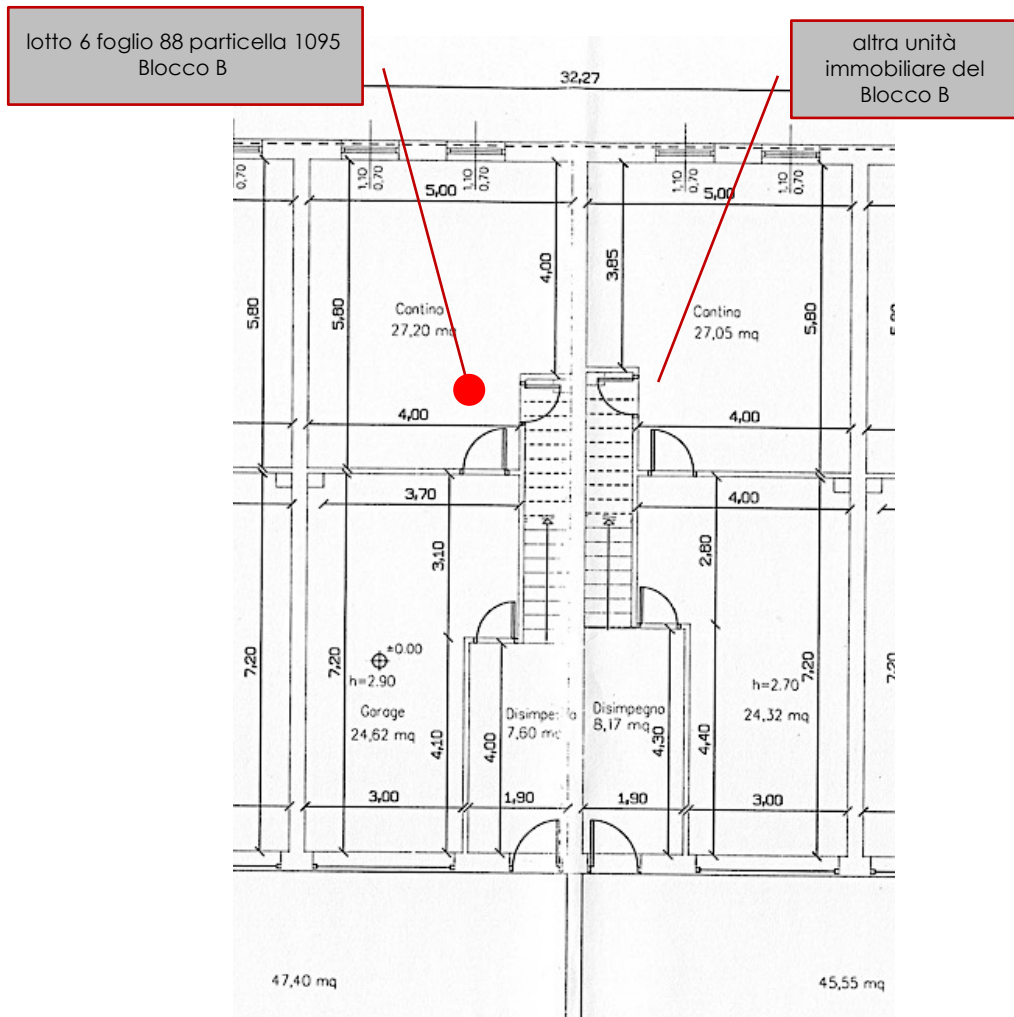 lotto 6 foglio 88 particella 1095
Blocco B
altra unità
immobiliare del
Blocco B
32,27
0,70
1,10
0,70
1,10
0,70
1,10
0,70
1,10
0,70
5,00
5,00
4,00
3,85
5,80
5,80
5,80
Cantina
27,20 mq
Cantina
27,05 mq
4,00
4,00
3,70
4,00
3,10
2,80
±0.00
h=2.90
Garage
24,62 mq
7,20
7,20
7,20
7,20
h=2.70
24,32 mq
Disimpegno
7,60 mq
Disimpegno
8,17 mq
4,10
4,00
4,30
4,40
3,00
1,90
1,90
3,00
47,40 mq
45,55 mq